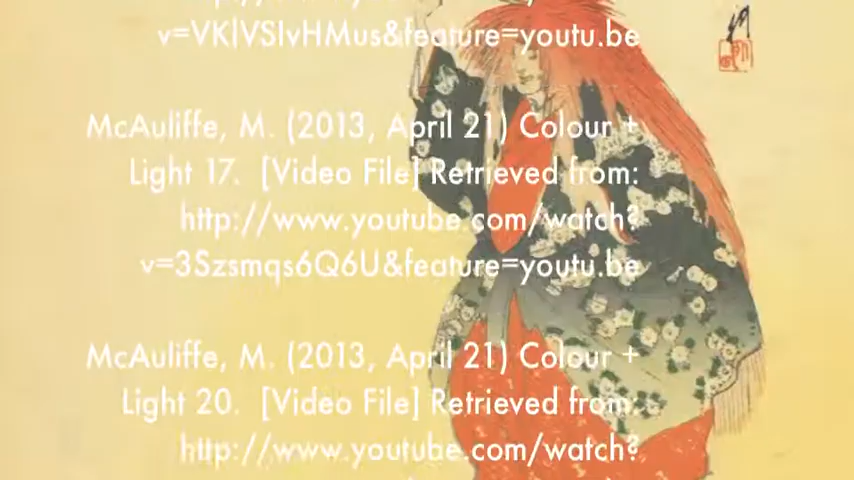 v=VKlVSlvHMus&feature=youtu.be
McAuliffe, M. (2013, April 21) Colour +
Light 17. [Video File] Retrieved from:
http://www.youtube.com/watch?
v=3Szsmqs6Q6U&feature=youtu.be
McAuliffe, M. (2013, April 21) Colour +
Light 20. [Video File] Retrieved from:
http://www.youtube.com/watch?